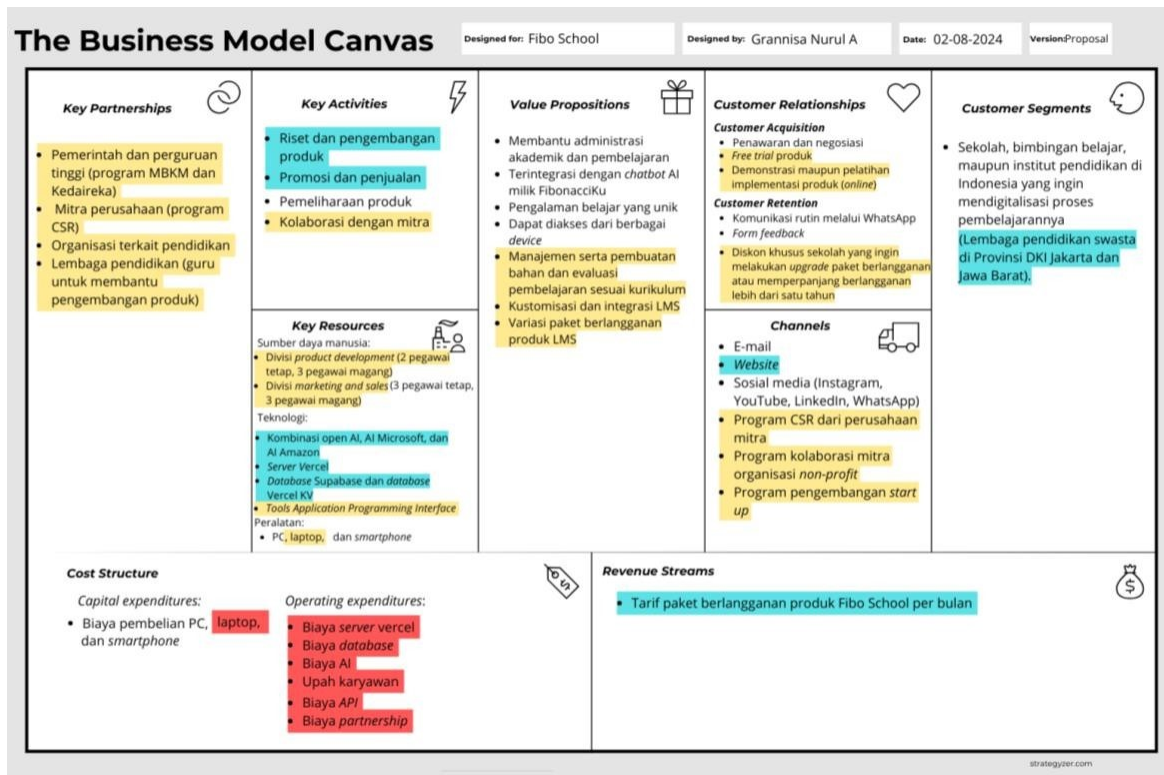 The Business Model Canvas
Designed for: Fibo School
Designed by: Grannisa Nurul A
Date: 02-08-2024
Version:Proposal
Key Partnerships
• Pemerintah dan perguruan
tinggi (program MBKM dan
Kedaireka)
• Mitra perusahaan (program
CSR)
• Organisasi terkait pendidikan
• Lembaga pendidikan (guru
untuk membantu
pengembangan produk)
Key Activities
• Riset dan pengembangan
produk
• Promosi dan penjualan
• Pemeliharaan produk
• Kolaborasi dengan mitra
Key Resources
Sumber daya manusia:
• Divisi product development (2 pegawai
tetap, 3 pegawai magang)
• Divisi marketing and sales (3 pegawai tetap,
3 pegawai magang)
Teknologi:
• Kombinasi open AI, AI Microsoft, dan
AI Amazon
• Server Vercel
• Database Supabase dan database
Vercel KV
• Tools Application Programming Interface
Peralatan:
• PC, laptop, dan smartphone
Value Propositions
• Membantu administrasi
akademik dan pembelajaran
• Terintegrasi dengan chatbot AI
milik FibonacciKu
• Pengalaman belajar yang unik
• Dapat diakses dari berbagai
device
• Manajemen serta pembuatan
bahan dan evaluasi
pembelajaran sesuai kurikulum
• Kustomisasi dan integrasi LMS
• Variasi paket berlangganan
produk LMS
Customer Relationships
Customer Acquisition
• Penawaran dan negosiasi
• Free trial produk
• Demonstrasi maupun pelatihan
implementasi produk (online)
Customer Retention
• Komunikasi rutin melalui WhatsApp
• Form feedback
• Diskon khusus sekolah yang ingin
melakukan upgrade paket berlangganan
atau memperpanjang berlangganan
lebih dari satu tahun
Channels
• E-mail
• Website
• Sosial media (Instagram,
YouTube, LinkedIn, WhatsApp)
• Program CSR dari perusahaan
mitra
• Program kolaborasi mitra
organisasi non-profit
• Program pengembangan start
up
Customer Segments
• Sekolah, bimbingan belajar,
maupun institut pendidikan di
Indonesia yang ingin
mendigitalisasi proses
pembelajarannya
(Lembaga pendidikan swasta
di Provinsi DKI Jakarta dan
Jawa Barat).
Cost Structure
Capital expenditures:
• Biaya pembelian PC, laptop,
dan smartphone
Operating expenditures:
• Biaya server vercel
• Biaya database
• Biaya AI
• Upah karyawan
• Biaya API
• Biaya partnership
Revenue Streams
• Tarif paket berlangganan produk Fibo School per bulan
strategyzer.com